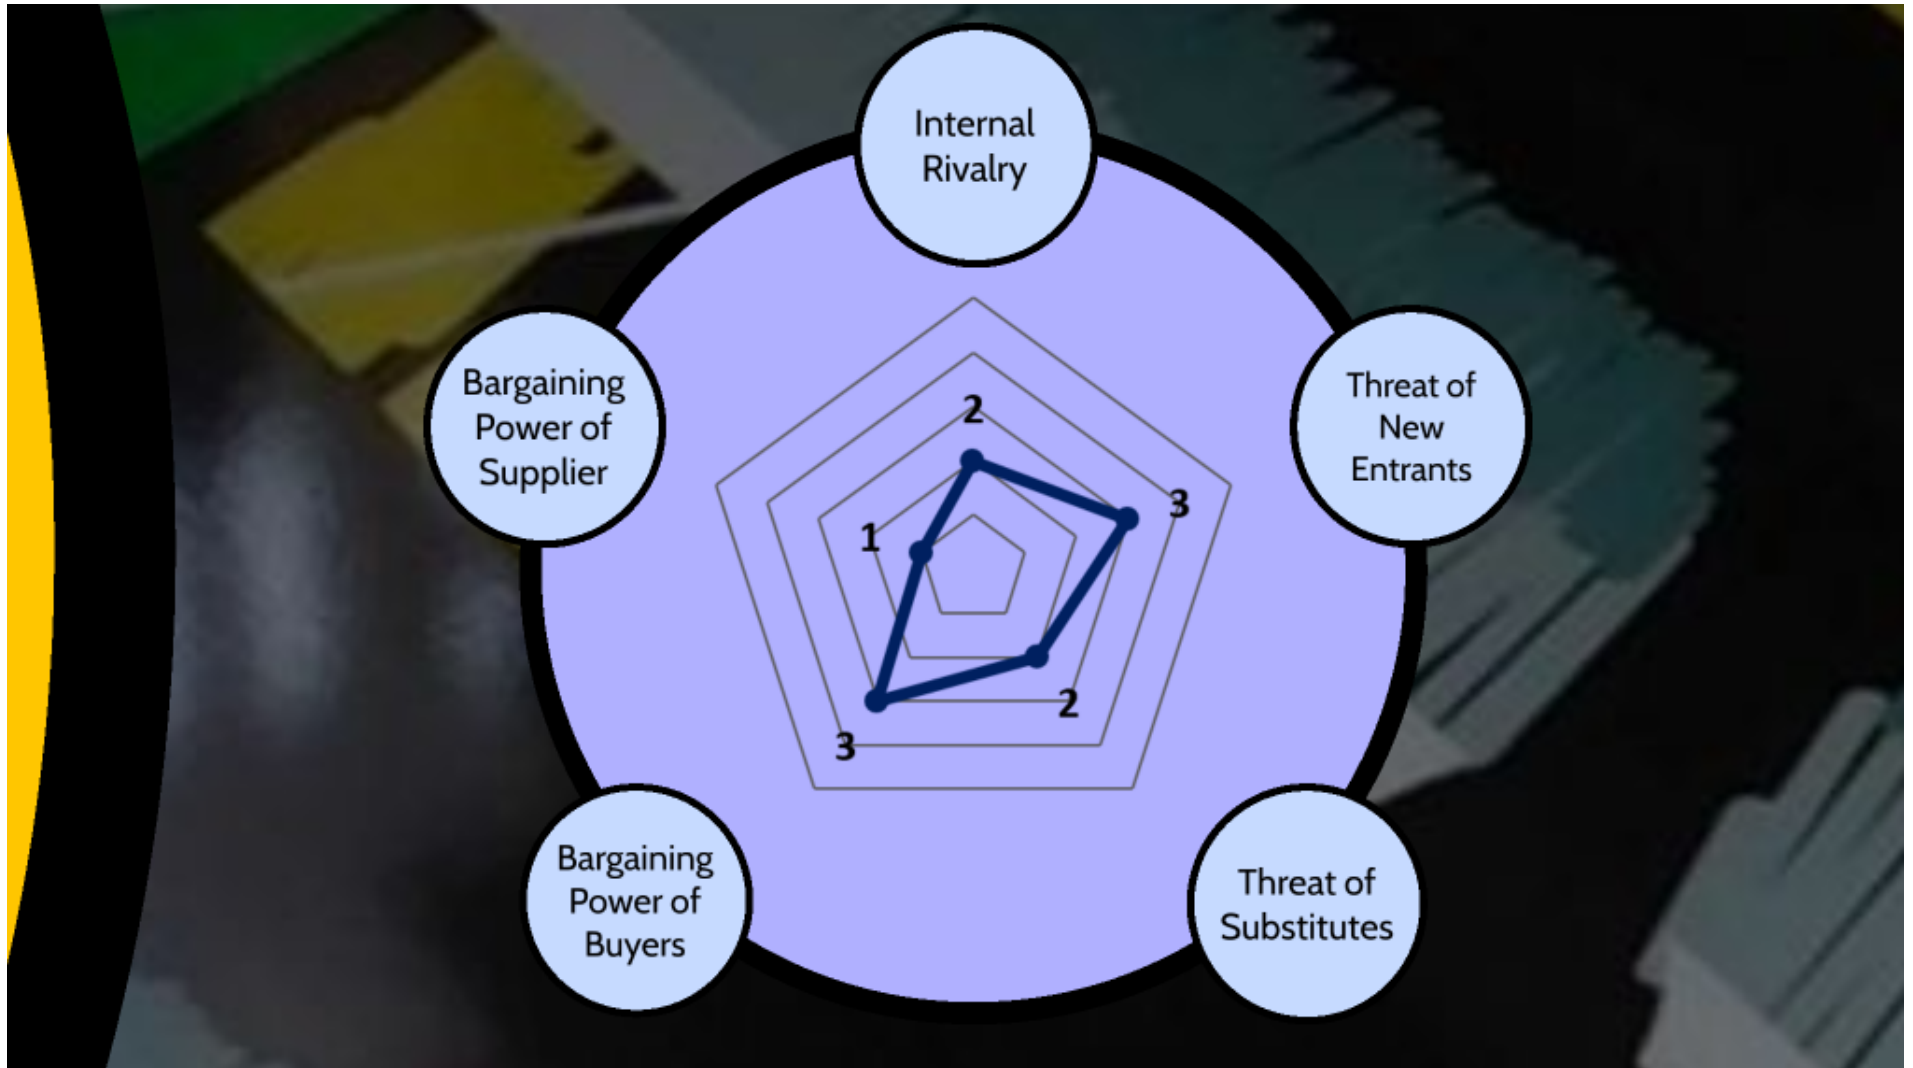 Internal
Rivalry
Bargaining
Power of
Supplier
Threat of
New
Entrants
2
3
1
2
3
Bargaining
Power of
Buyers
Threat of
Substitutes